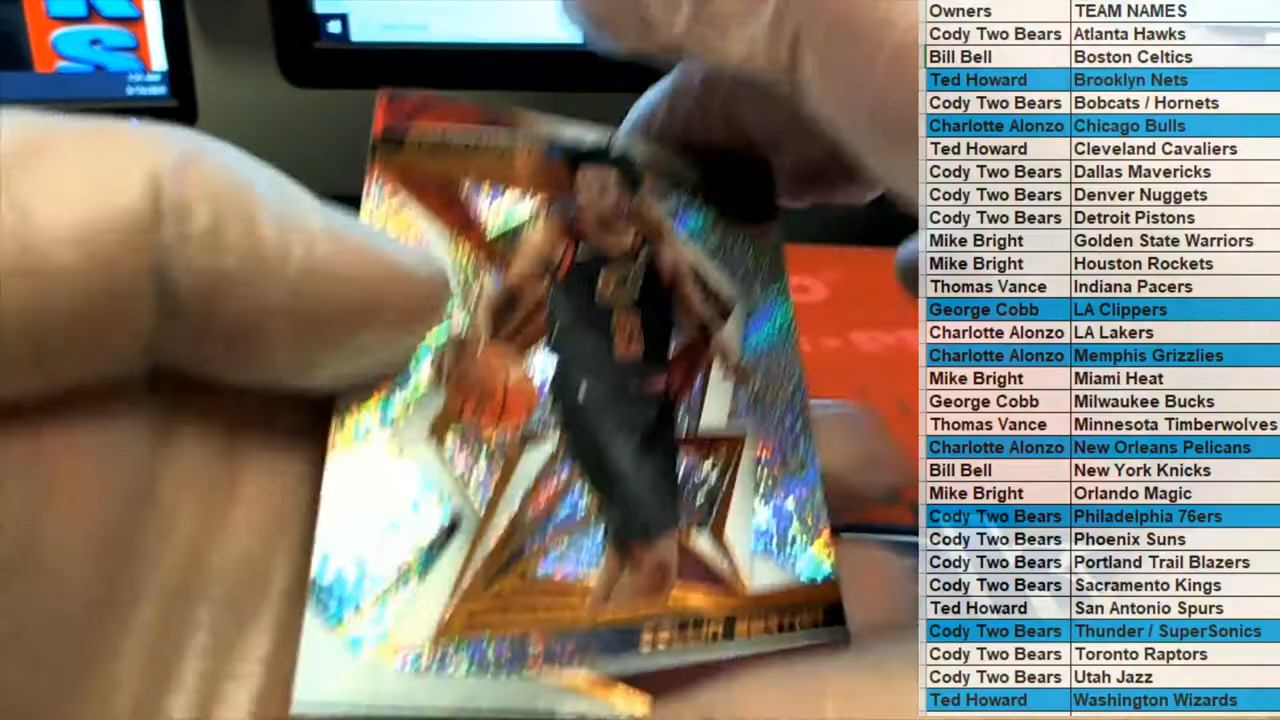 KS
Owners TEAM NAMES
Cody Two Bears Atlanta Hawks
Bill Bell Boston Celtics
Ted Howard Brooklyn Nets
Cody Two Bears Bobcats / Hornets
Charlotte Alonzo Chicago Bulls
Ted Howard Cleveland Cavaliers
Cody Two Bears Dallas Mavericks
Cody Two Bears Denver Nuggets
Cody Two Bears Detroit Pistons
Mike Bright Golden State Warriors
Mike Bright Houston Rockets
Thomas Vance Indiana Pacers
George Cobb LA Clippers
Charlotte Alonzo LA Lakers
Charlotte Alonzo Memphis Grizzlies
Mike Bright Miami Heat
George Cobb Milwaukee Bucks
Thomas Vance Minnesota Timberwolves
Charlotte Alonzo New Orleans Pelicans
Bill Bell New York Knicks
Mike Bright Orlando Magic
Cody Two Bears Philadelphia 76ers
Cody Two Bears Phoenix Suns
Cody Two Bears Portland Trail Blazers
Cody Two Bears Sacramento Kings
Ted Howard San Antonio Spurs
Cody Two Bears Thunder / SuperSonics
Cody Two Bears Toronto Raptors
Cody Two Bears Utah Jazz
Ted Howard Washington Wizards